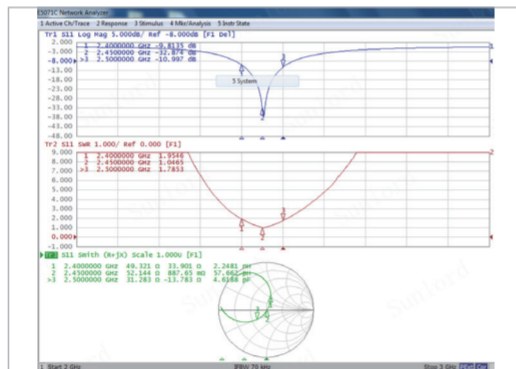 E5071C Network Analyzer
1 Active Ch/Trace 2 Response 3 Stimulus 4 Mkr/Analysis 5 Instr State
Tr1 S11 Log Mag 5.000dB/ Ref -8.000dB [F1 Del]
2.000
1 2.4000000 GHz -9.8135 dB
-3.000
2 2.4500000 GHz -32.874 dB
-8.000
>3 2.5000000 GHz -10.997 dB
-13.00
5 System
-18.00
-23.00
-28.00
-33.00
-38.00
-43.00
-48.00
Tr2 S11 SWR 1.000/ Ref 0.000 [F1]
9.000
1 2.4000000 GHz 1.9546
8.000
2 2.4500000 GHz 1.0465
7.000
>3 2.5000000 GHz 1.7853
6.000
5.000
4.000
3.000
2.000
1.000
0.000
-1.000
S11 Smith (R+jX) Scale 1.000U [F1]
1 2.4000000 GHz 49.321 Ω 33.901 Ω 2.2481 nH
2 2.4500000 GHz 52.144 Ω 887.65 mΩ 57.662 pH
>3 2.5000000 GHz 31.283 Ω -13.783 Ω 4.6188 pF
1 Start 2 GHz IFBW 70 kHz Stop 3 GHz
Sunlord